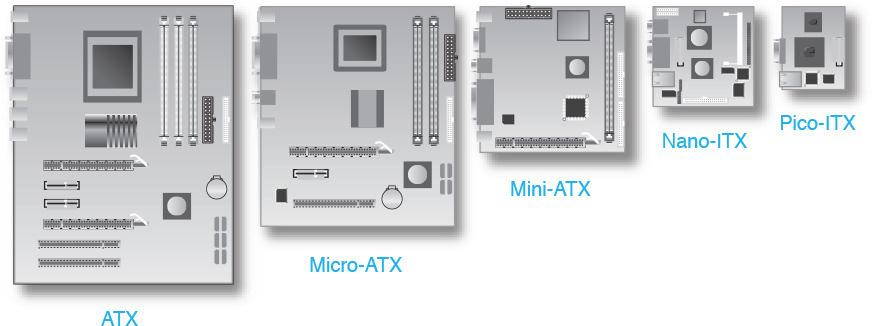 ATX
Micro-ATX
Mini-ATX
Nano-ITX
Pico-ITX